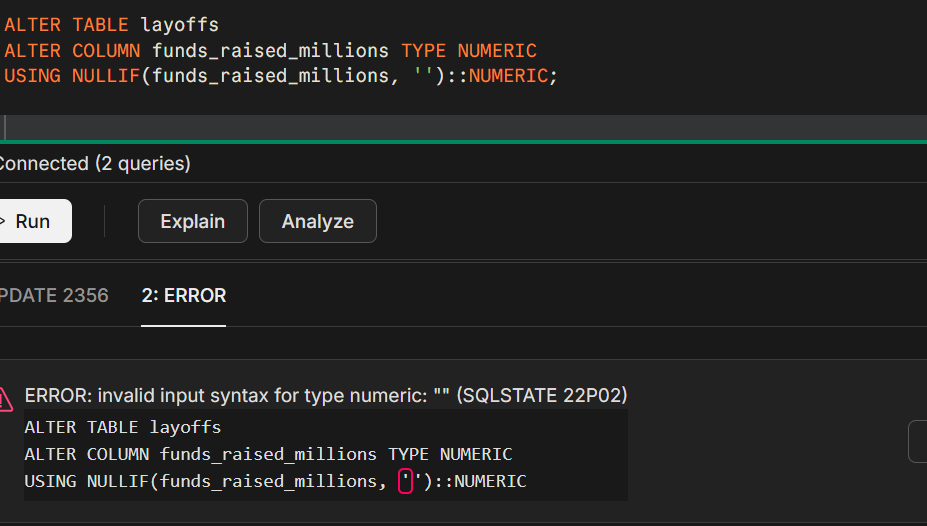 ALTER TABLE layoffs
ALTER COLUMN funds_raised_millions TYPE NUMERIC
USING NULLIF(funds_raised_millions, '')::NUMERIC;
Connected (2 queries)
Run Explain Analyze
PDATE 2356 2: ERROR
ERROR: invalid input syntax for type numeric: "" (SQLSTATE 22P02)
ALTER TABLE layoffs
ALTER COLUMN funds_raised_millions TYPE NUMERIC
USING NULLIF(funds_raised_millions, '')::NUMERIC